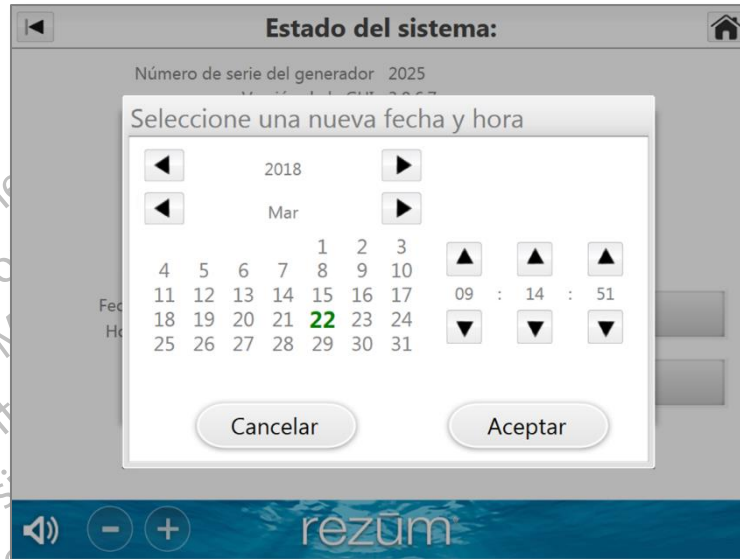 Estado del sistema:
Número de serie del generador 2025
Seleccione una nueva fecha y hora
2018
Mar
1 2 3
4 5 6 7 8 9 10
11 12 13 14 15 16 17 09 : 14 : 51
18 19 20 21 22 23 24
25 26 27 28 29 30 31
Cancelar Aceptar
rezūm